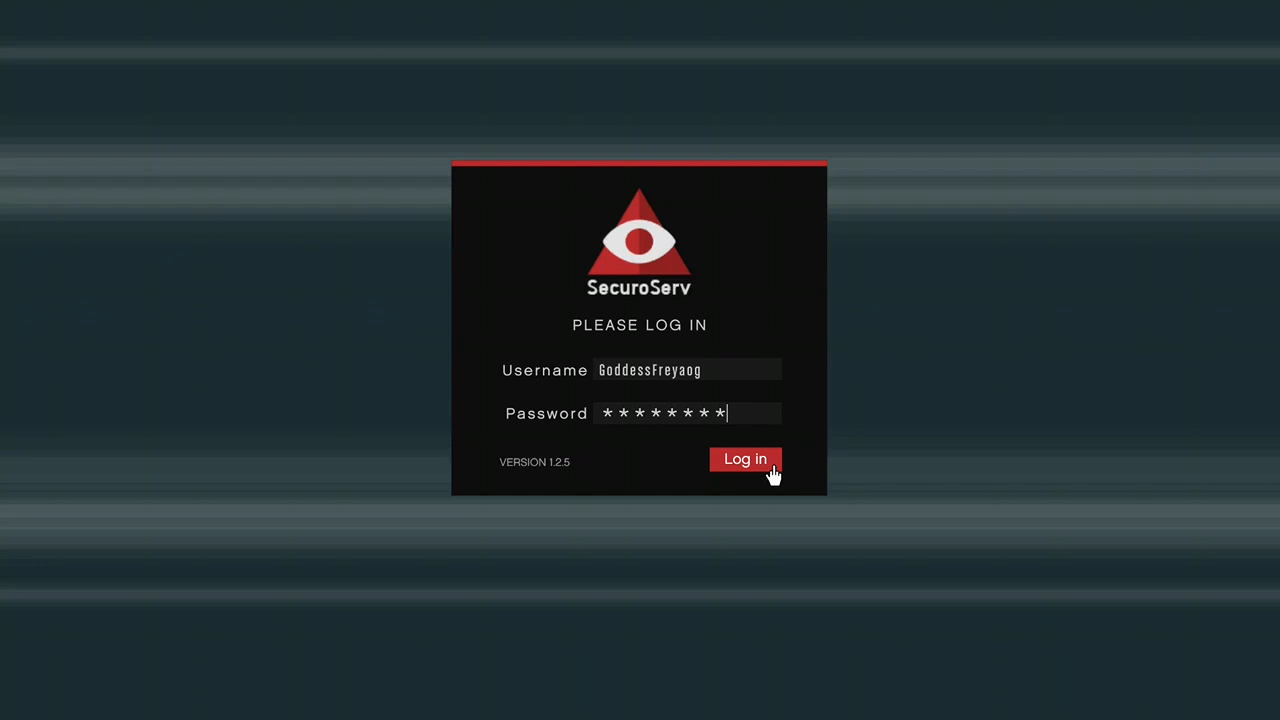 SecuroServ
PLEASE LOG IN
Username GoddessFreyaog
Password ********
VERSION 1.2.5 Log in